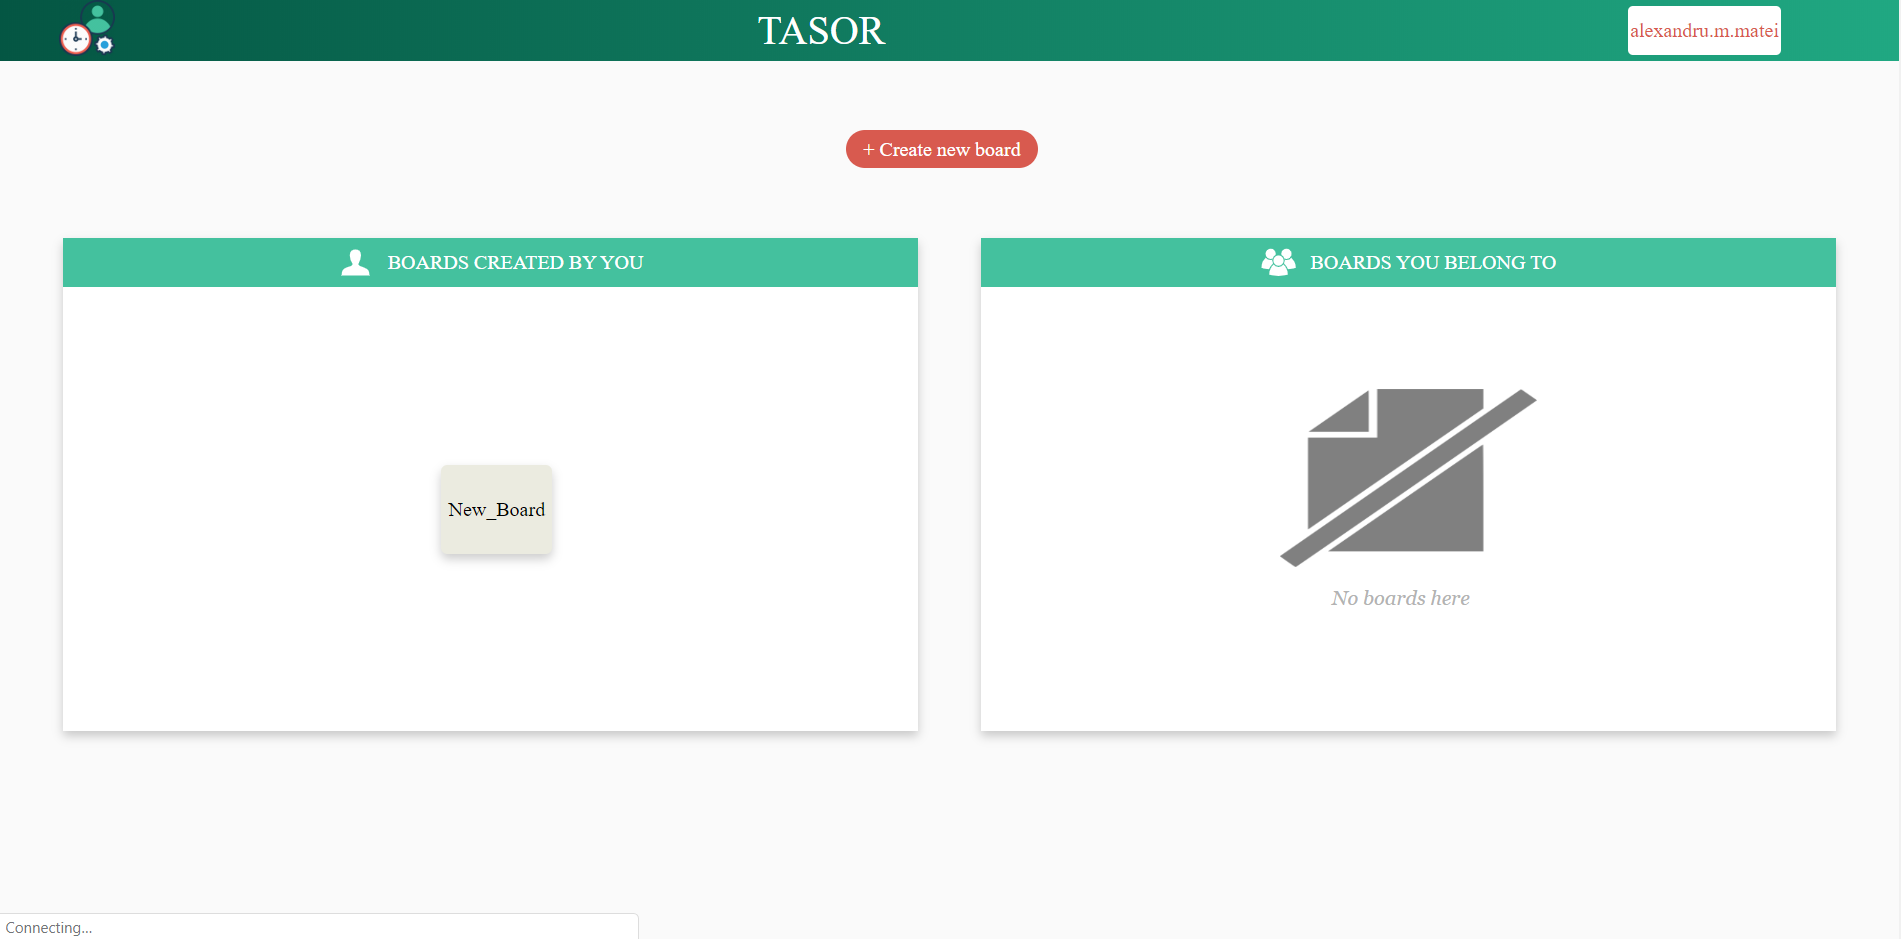 TASOR
alexandru.m.matei
+ Create new board
BOARDS CREATED BY YOU
BOARDS YOU BELONG TO
New_Board
No boards here
Connecting...